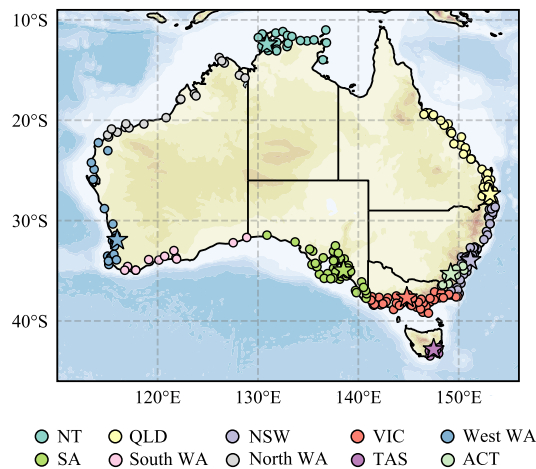 10°S
20°S
30°S
40°S
120°E 130°E 140°E 150°E
NT QLD NSW VIC West WA
SA South WA North WA TAS ACT